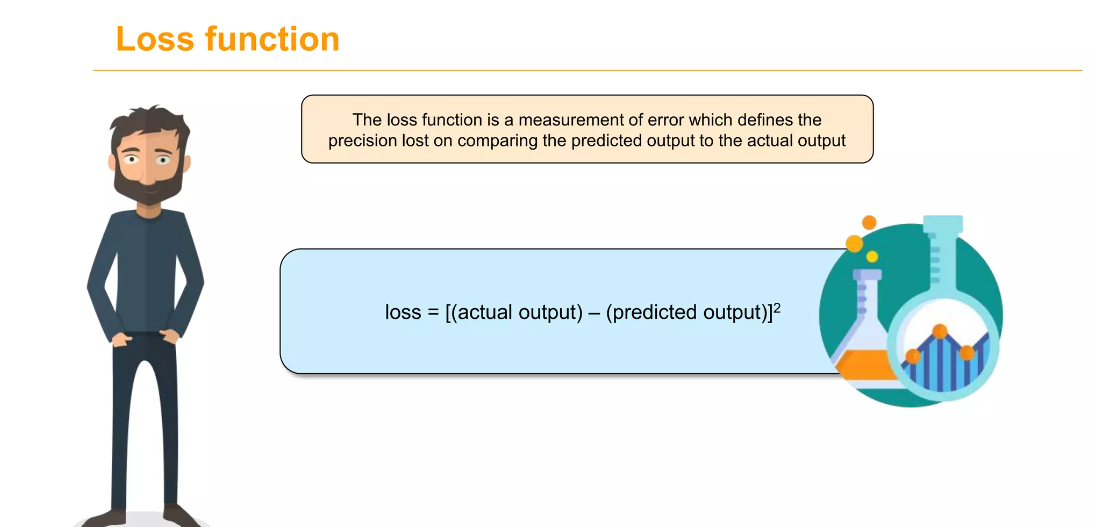 Loss function
The loss function is a measurement of error which defines the
precision lost on comparing the predicted output to the actual output
loss = [(actual output) – (predicted output)]²